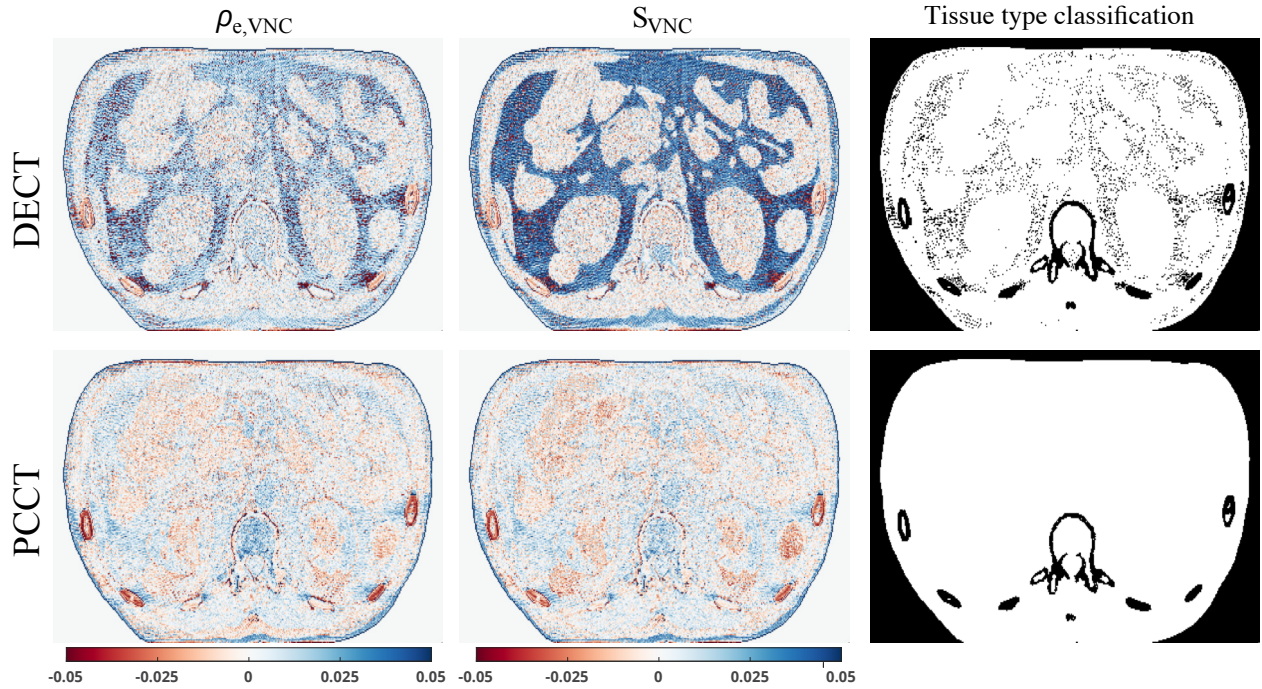 ρe,VNC
SVNC
Tissue type classification
DECT
PCCT
-0.05 -0.025 0 0.025 0.05
-0.05 -0.025 0 0.025 0.05